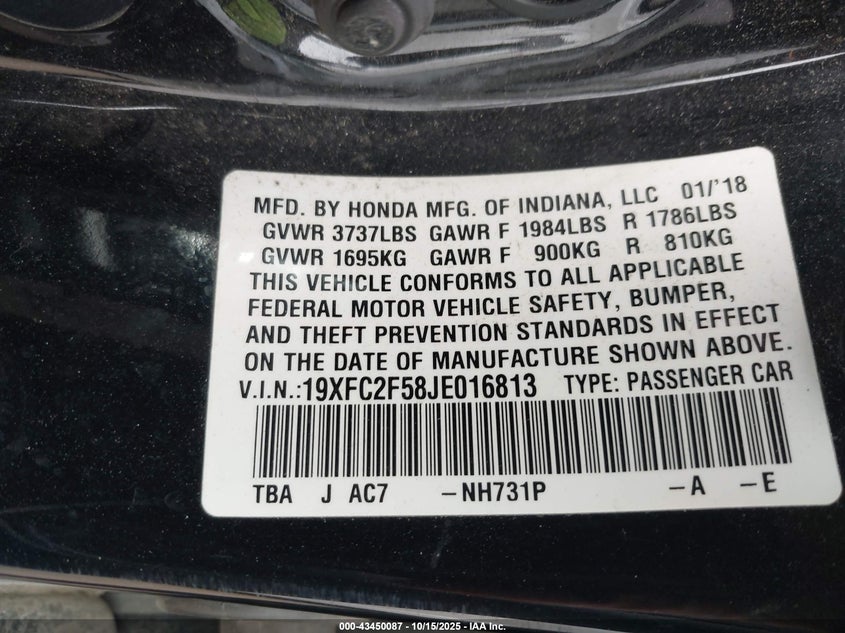 MFD. BY HONDA MFG. OF INDIANA, LLC 01/'18
GVWR 3737LBS GAWR F 1984LBS R 1786LBS
GVWR 1695KG GAWR F 900KG R 810KG
THIS VEHICLE CONFORMS TO ALL APPLICABLE
FEDERAL MOTOR VEHICLE SAFETY, BUMPER,
AND THEFT PREVENTION STANDARDS IN EFFECT
ON THE DATE OF MANUFACTURE SHOWN ABOVE.
V.I.N.:19XFC2F58JE016813 TYPE: PASSENGER CAR
TBA J AC7 -NH731P -A -E
000-43450087 - 10/15/2025 - IAA Inc.